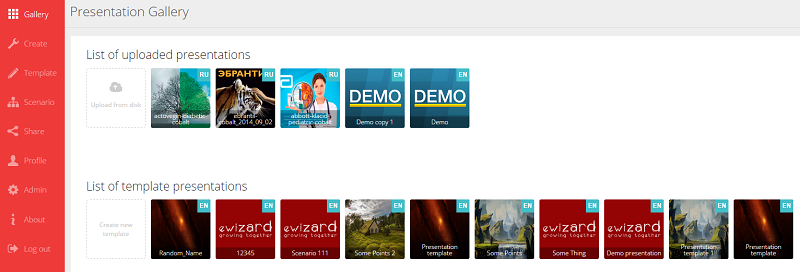 Gallery
Create
Template
Scenario
Share
Profile
Admin
About
Log out
Presentation Gallery
List of uploaded presentations
Upload from disk
RU
actovegin-diabetic-
cobalt
ЭБРАНТИ
RU
ebrantil-
cobalt_2014_09_02
RU
abbott-klacid-
pediatric-cobalt
EN
DEMO
Demo copy 1
EN
DEMO
Demo
List of template presentations
Create new
template
EN
Random_Name
EN
ewizard
growing together
12345
EN
ewizard
growing together
Scenario 111
EN
Some Points 2
EN
Presentation
template
EN
Some Points
EN
ewizard
growing together
Some Thing
EN
ewizard
growing together
Demo presentation
EN
Presentation
template 1
EN
Presentation
template